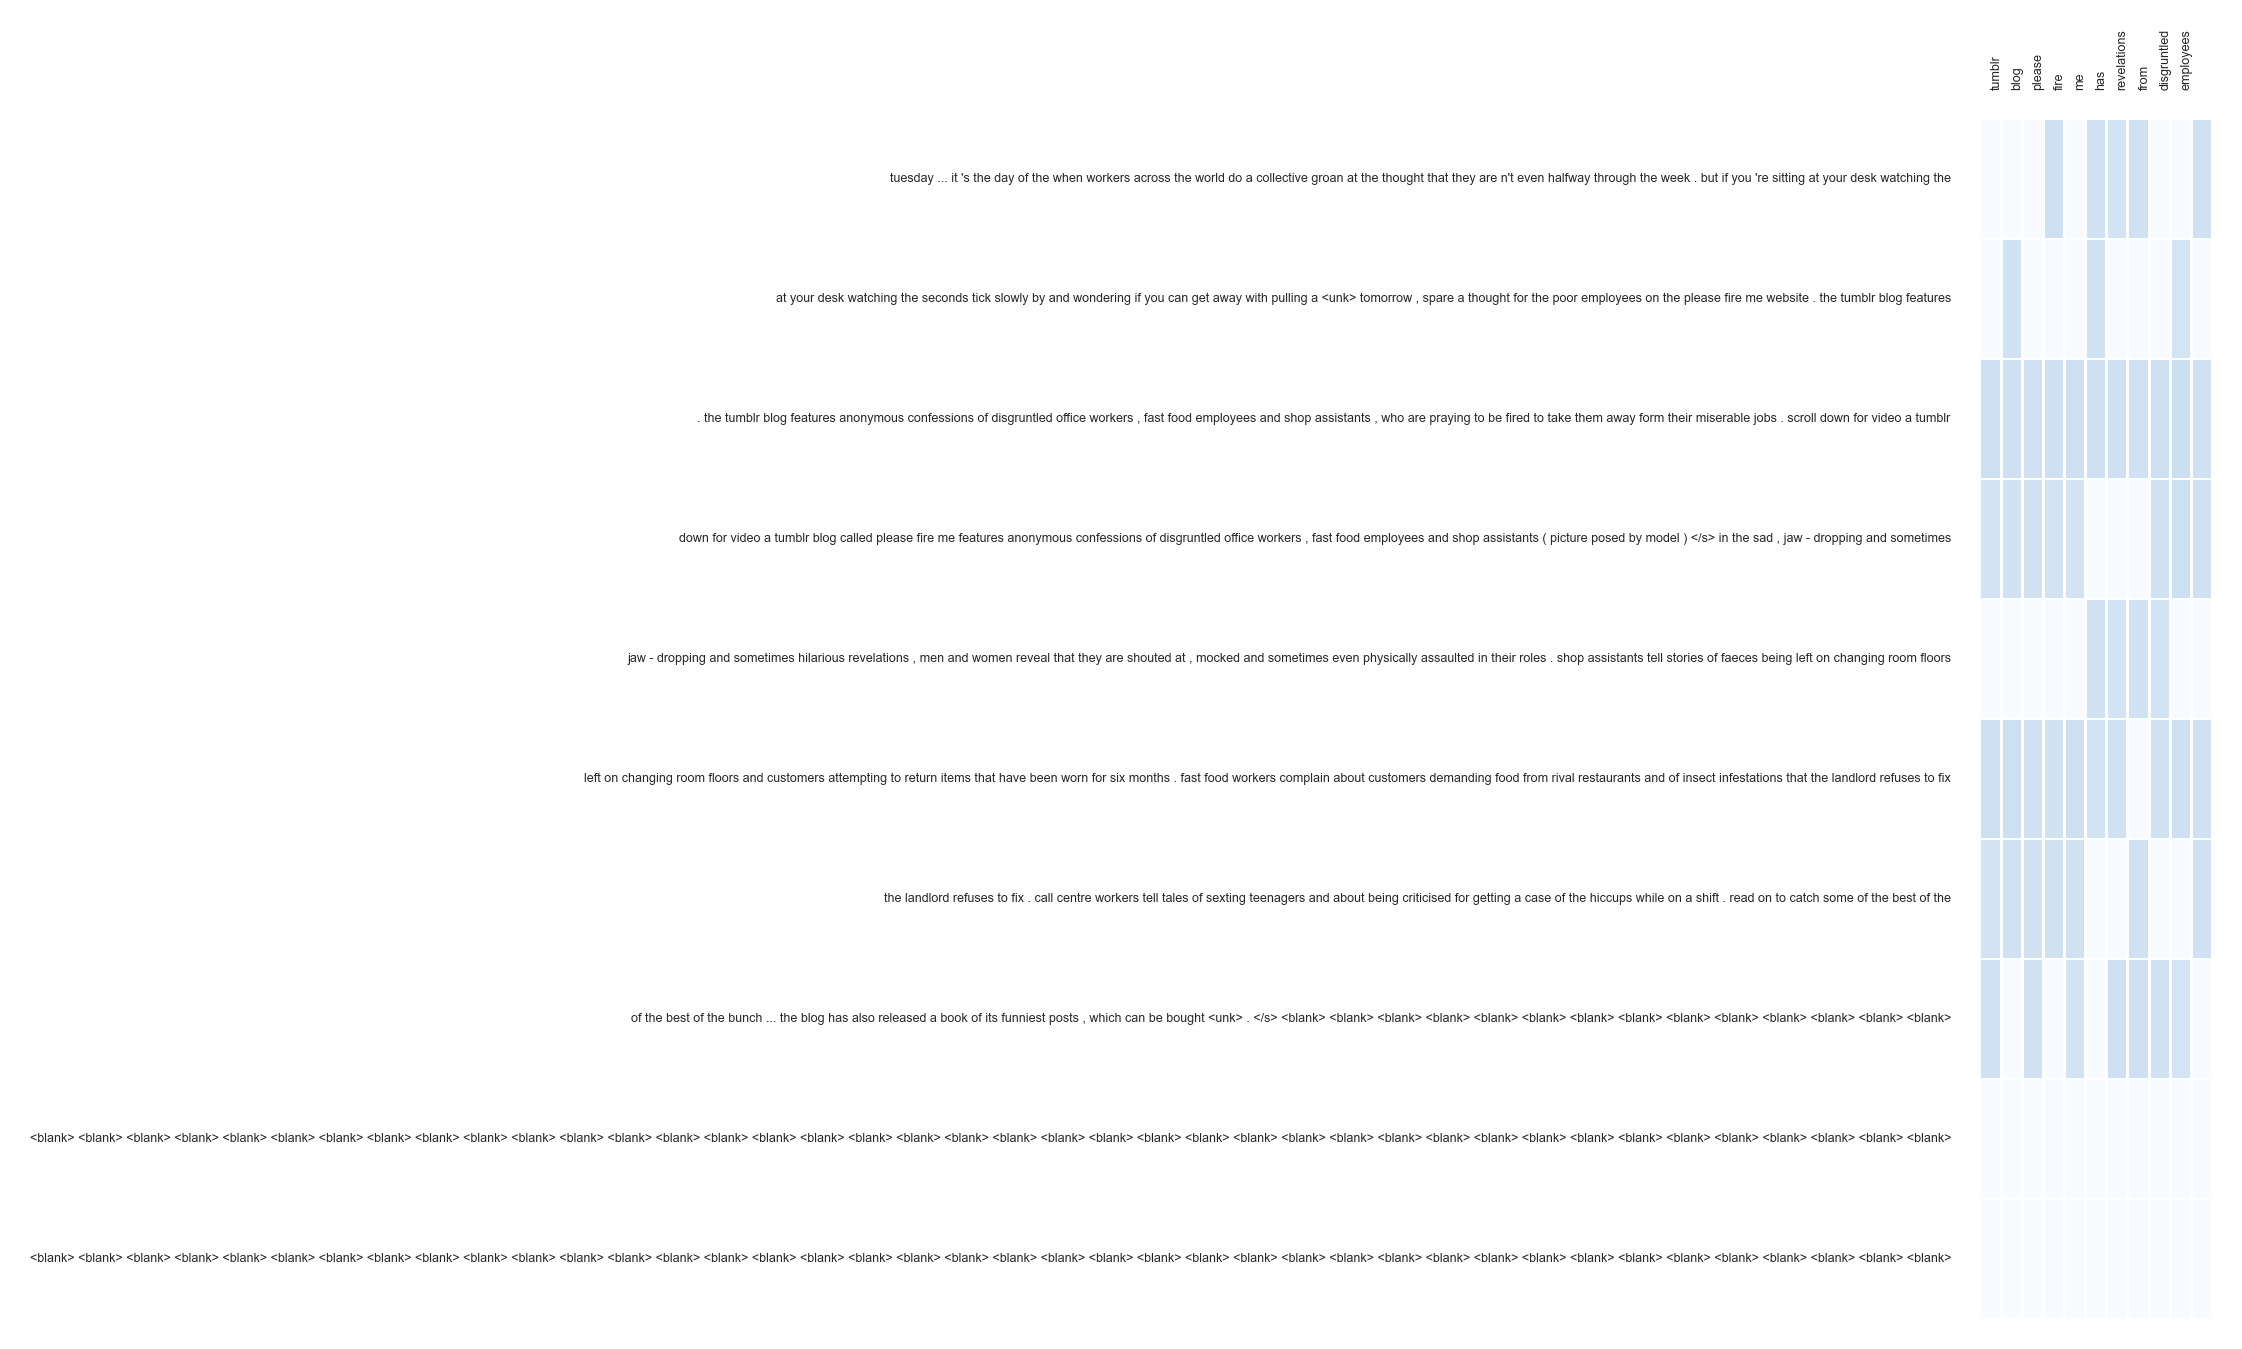 tumblr
blog
please
fire
me
has
revelations
from
disgruntled
employees
tuesday ... it 's the day of the when workers across the world do a collective groan at the thought that they are n't even halfway through the week . but if you 're sitting at your desk watching the
at your desk watching the seconds tick slowly by and wondering if you can get away with pulling a <unk> tomorrow , spare a thought for the poor employees on the please fire me website . the tumblr blog features
. the tumblr blog features anonymous confessions of disgruntled office workers , fast food employees and shop assistants , who are praying to be fired to take them away form their miserable jobs . scroll down for video a tumblr
down for video a tumblr blog called please fire me features anonymous confessions of disgruntled office workers , fast food employees and shop assistants ( picture posed by model ) </s> in the sad , jaw - dropping and sometimes
jaw - dropping and sometimes hilarious revelations , men and women reveal that they are shouted at , mocked and sometimes even physically assaulted in their roles . shop assistants tell stories of faeces being left on changing room floors
left on changing room floors and customers attempting to return items that have been worn for six months . fast food workers complain about customers demanding food from rival restaurants and of insect infestations that the landlord refuses to fix
the landlord refuses to fix . call centre workers tell tales of sexting teenagers and about being criticised for getting a case of the hiccups while on a shift . read on to catch some of the best of the
of the best of the bunch ... the blog has also released a book of its funniest posts , which can be bought <unk> . </s> <blank> <blank> <blank> <blank> <blank> <blank> <blank> <blank> <blank> <blank> <blank> <blank> <blank> <blank>
<blank> <blank> <blank> <blank> <blank> <blank> <blank> <blank> <blank> <blank> <blank> <blank> <blank> <blank> <blank> <blank> <blank> <blank> <blank> <blank> <blank> <blank> <blank> <blank> <blank> <blank> <blank> <blank> <blank> <blank> <blank> <blank> <blank> <blank> <blank> <blank> <blank> <blank> <blank> <blank>
<blank> <blank> <blank> <blank> <blank> <blank> <blank> <blank> <blank> <blank> <blank> <blank> <blank> <blank> <blank> <blank> <blank> <blank> <blank> <blank> <blank> <blank> <blank> <blank> <blank> <blank> <blank> <blank> <blank> <blank> <blank> <blank> <blank> <blank> <blank> <blank> <blank> <blank> <blank> <blank>